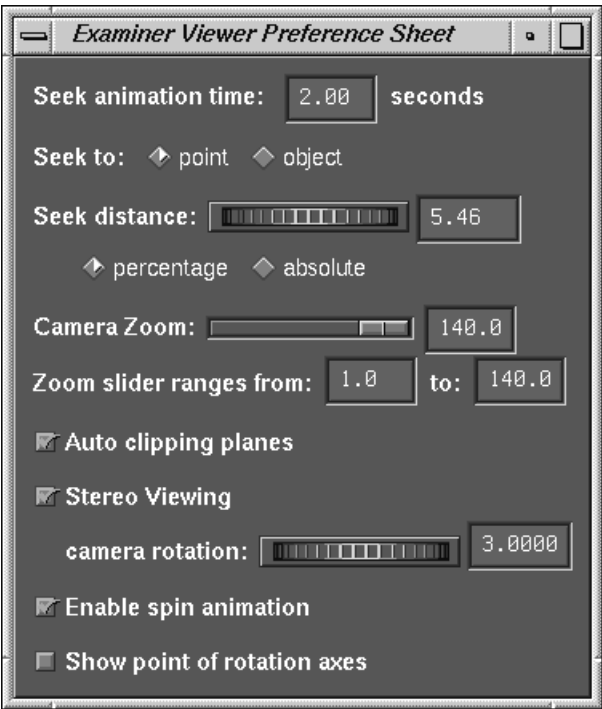 Examiner Viewer Preference Sheet
Seek animation time: 2.00 seconds
Seek to: point object
Seek distance: 5.46
percentage absolute
Camera Zoom: 140.0
Zoom slider ranges from: 1.0 to: 140.0
Auto clipping planes
Stereo Viewing
camera rotation: 3.0000
Enable spin animation
Show point of rotation axes